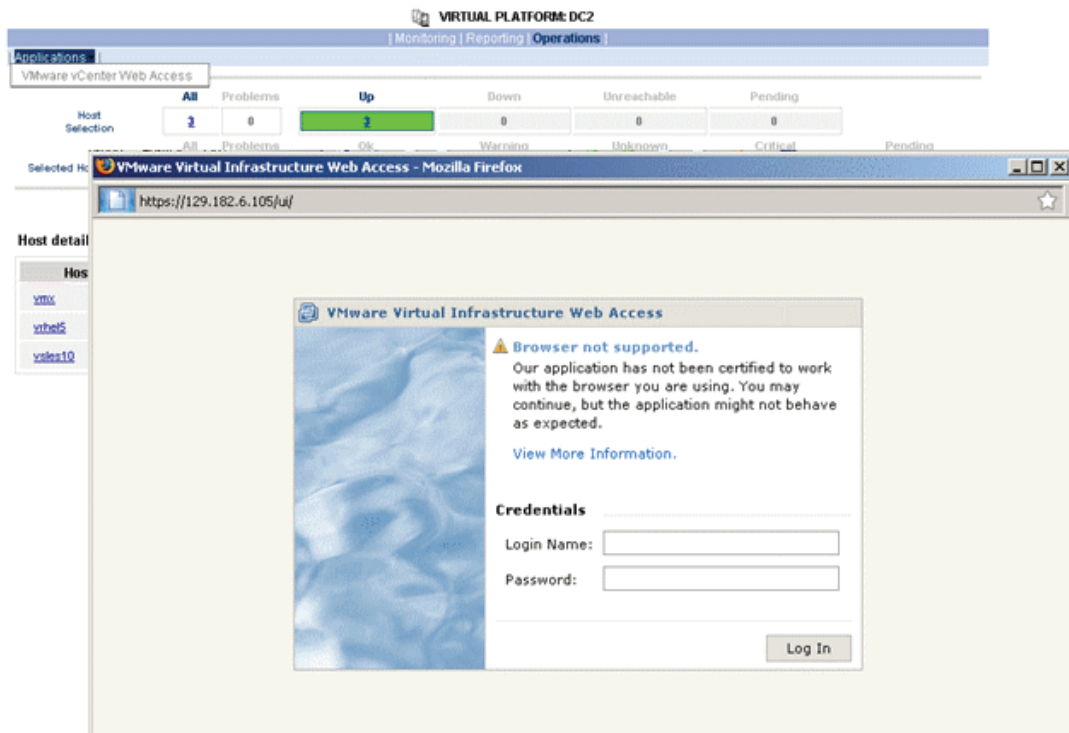 VIRTUAL PLATFORM: DC2
| Monitoring | Reporting | Operations |
| Applications |
VMware vCenter Web Access
All Problems Up Down Unreachable Pending
Host Selection
3 0 3 0 0 0
All Problems Ok Warning Unknown Critical Pending
Selected Ho
VMware Virtual Infrastructure Web Access - Mozilla Firefox
https://129.182.6.105/ui/
Host detail
Hos
vmx
vrhel5
vsles10
VMware Virtual Infrastructure Web Access
Browser not supported.
Our application has not been certified to work
with the browser you are using. You may
continue, but the application might not behave
as expected.
View More Information.
Credentials
Login Name:
Password:
Log In